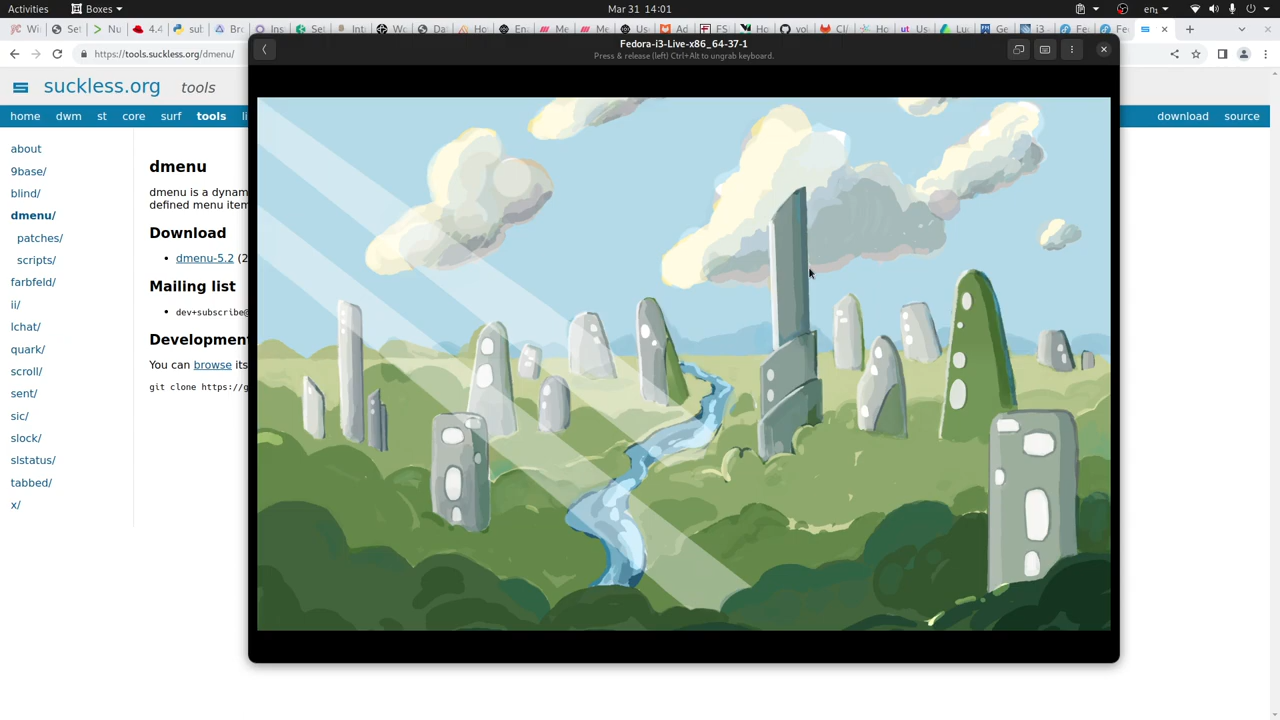 Activities Boxes Mar 31 14:01 en
Fedora-i3-Live-x86_64-37-1
Press & release (left) Ctrl+Alt to ungrab keyboard.
https://tools.suckless.org/dmenu/
suckless.org tools
home dwm st core surf tools download source
about
9base/
blind/
dmenu/
patches/
scripts/
farbfeld/
ii/
lchat/
quark/
scroll/
sent/
sic/
slock/
slstatus/
tabbed/
x/
dmenu
dmenu is a dynam
defined menu item
Download
• dmenu-5.2 (2
Mailing list
• dev+subscribe@
Development
You can browse its
git clone https://g